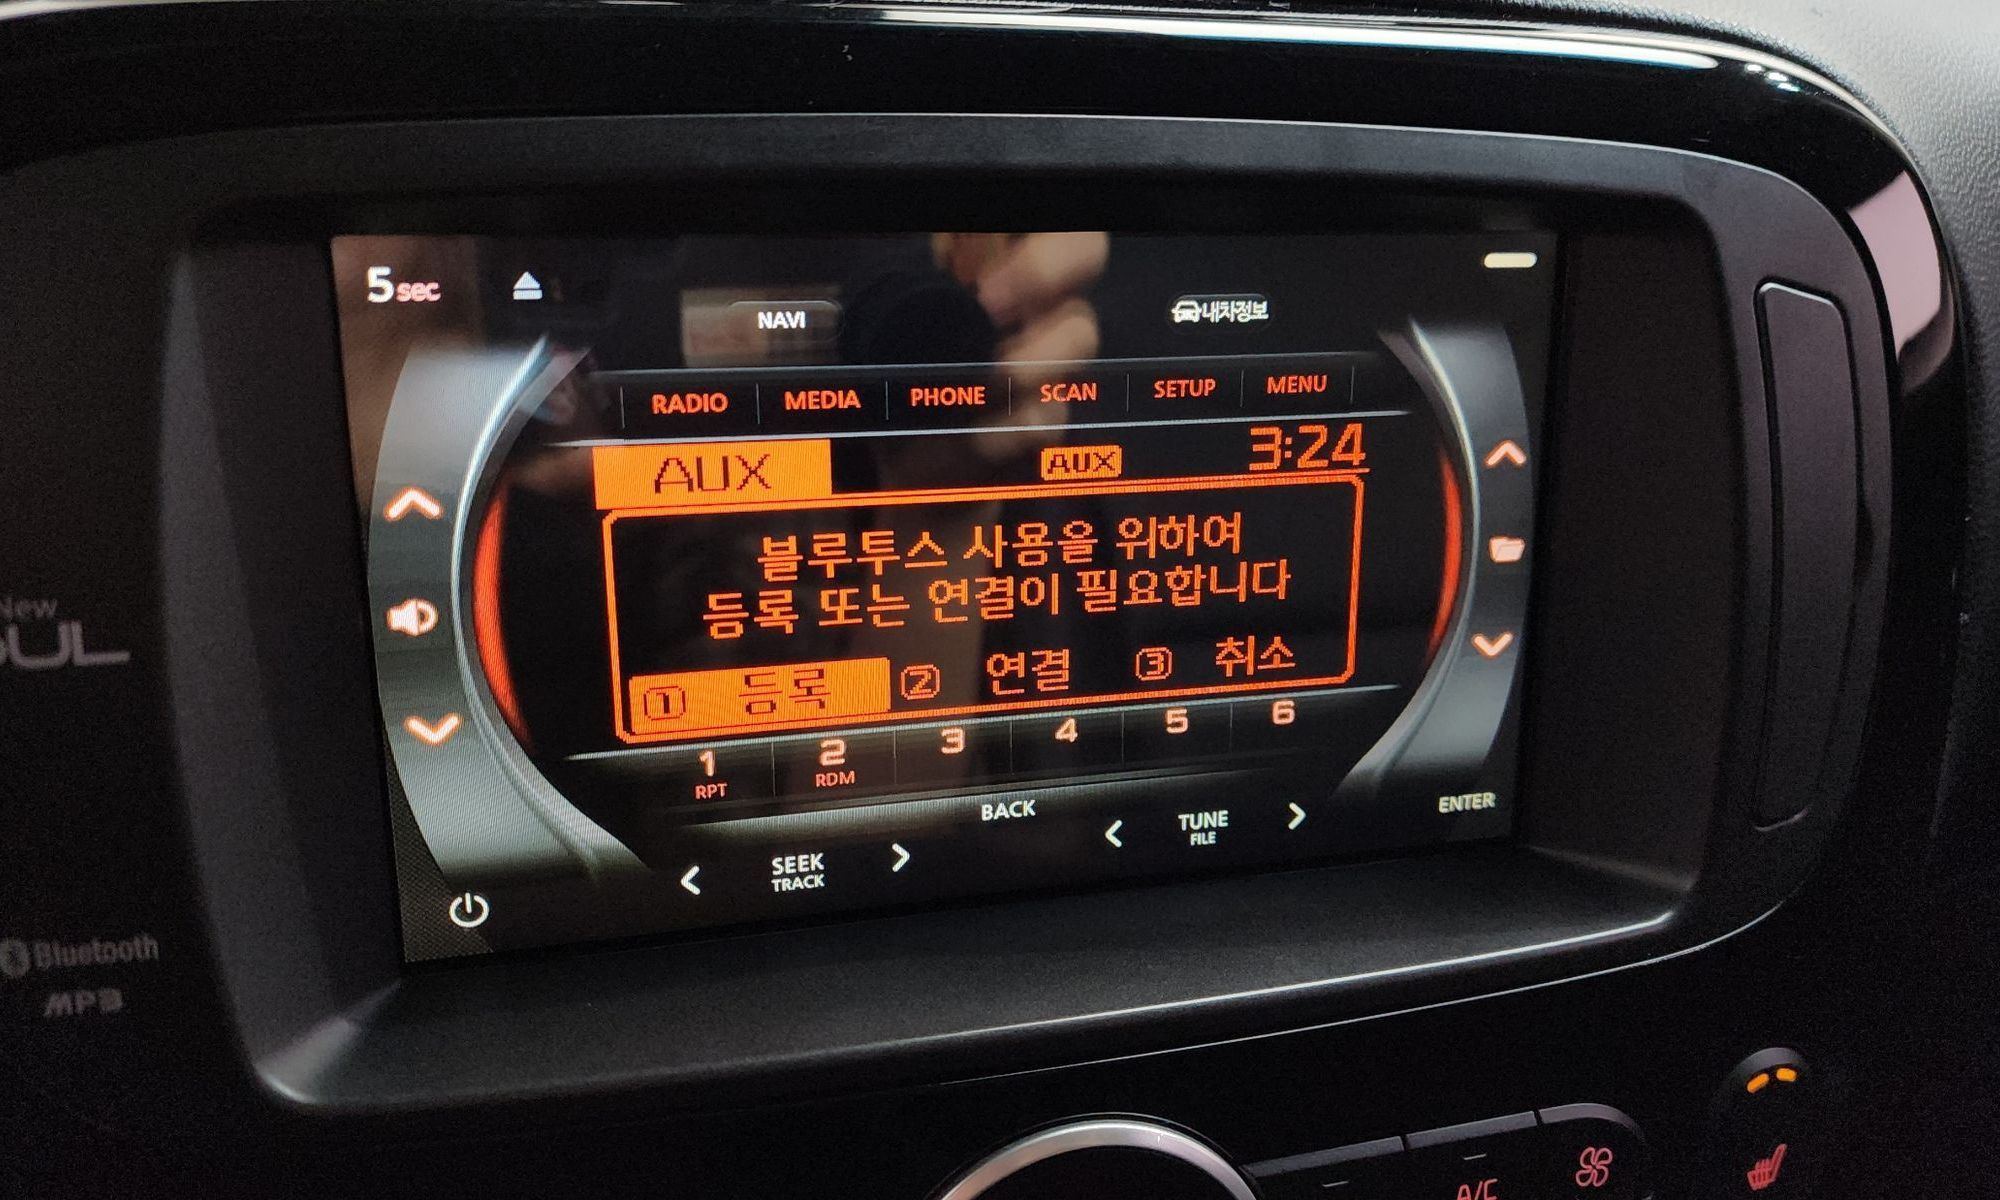 5sec
NAVI
내차정보
RADIO MEDIA PHONE SCAN SETUP MENU
AUX AUX 3:24
블루투스 사용을 위하여
등록 또는 연결이 필요합니다
① 등록 ② 연결 ③ 취소
1 2 3 4 5 6
RPT RDM
BACK
ENTER
SEEK
TRACK
TUNE
FILE
New
Bluetooth
MP3
A/F